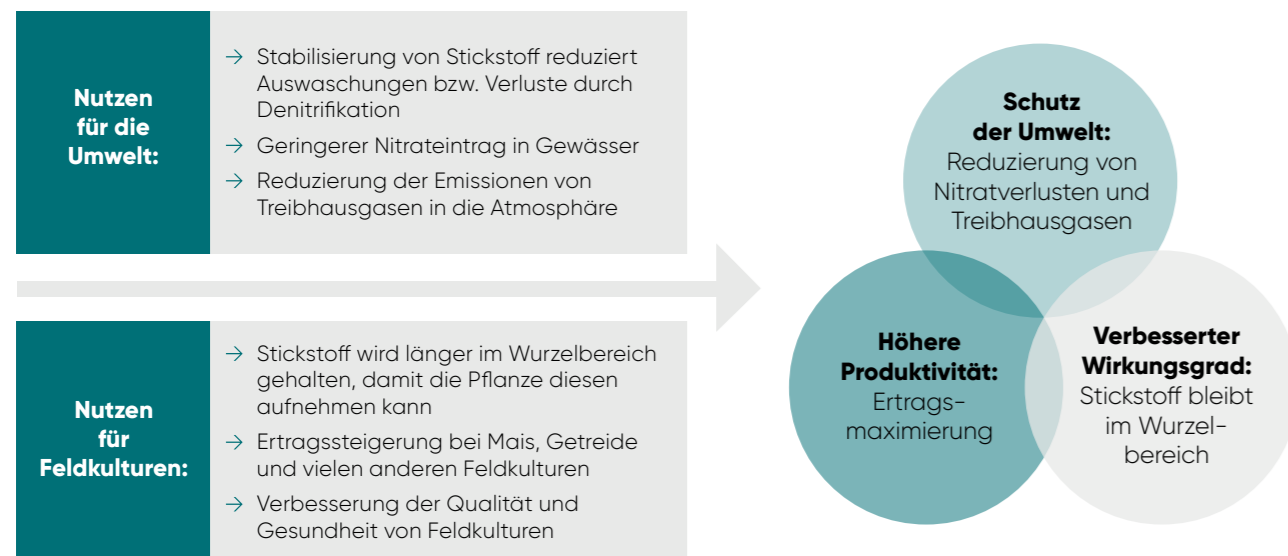 Nutzen
für die
Umwelt:
→ Stabilisierung von Stickstoff reduziert
Auswaschungen bzw. Verluste durch
Denitrifikation
→ Geringerer Nitrateintrag in Gewässer
→ Reduzierung der Emissionen von
Treibhausgasen in die Atmosphäre
Nutzen
für
Feldkulturen:
→ Stickstoff wird länger im Wurzelbereich
gehalten, damit die Pflanze diesen
aufnehmen kann
→ Ertragssteigerung bei Mais, Getreide
und vielen anderen Feldkulturen
→ Verbesserung der Qualität und
Gesundheit von Feldkulturen
Schutz
der Umwelt:
Reduzierung von
Nitratverlusten und
Treibhausgasen
Höhere
Produktivität:
Ertrags-
maximierung
Verbesserter
Wirkungsgrad:
Stickstoff bleibt
im Wurzel-
bereich